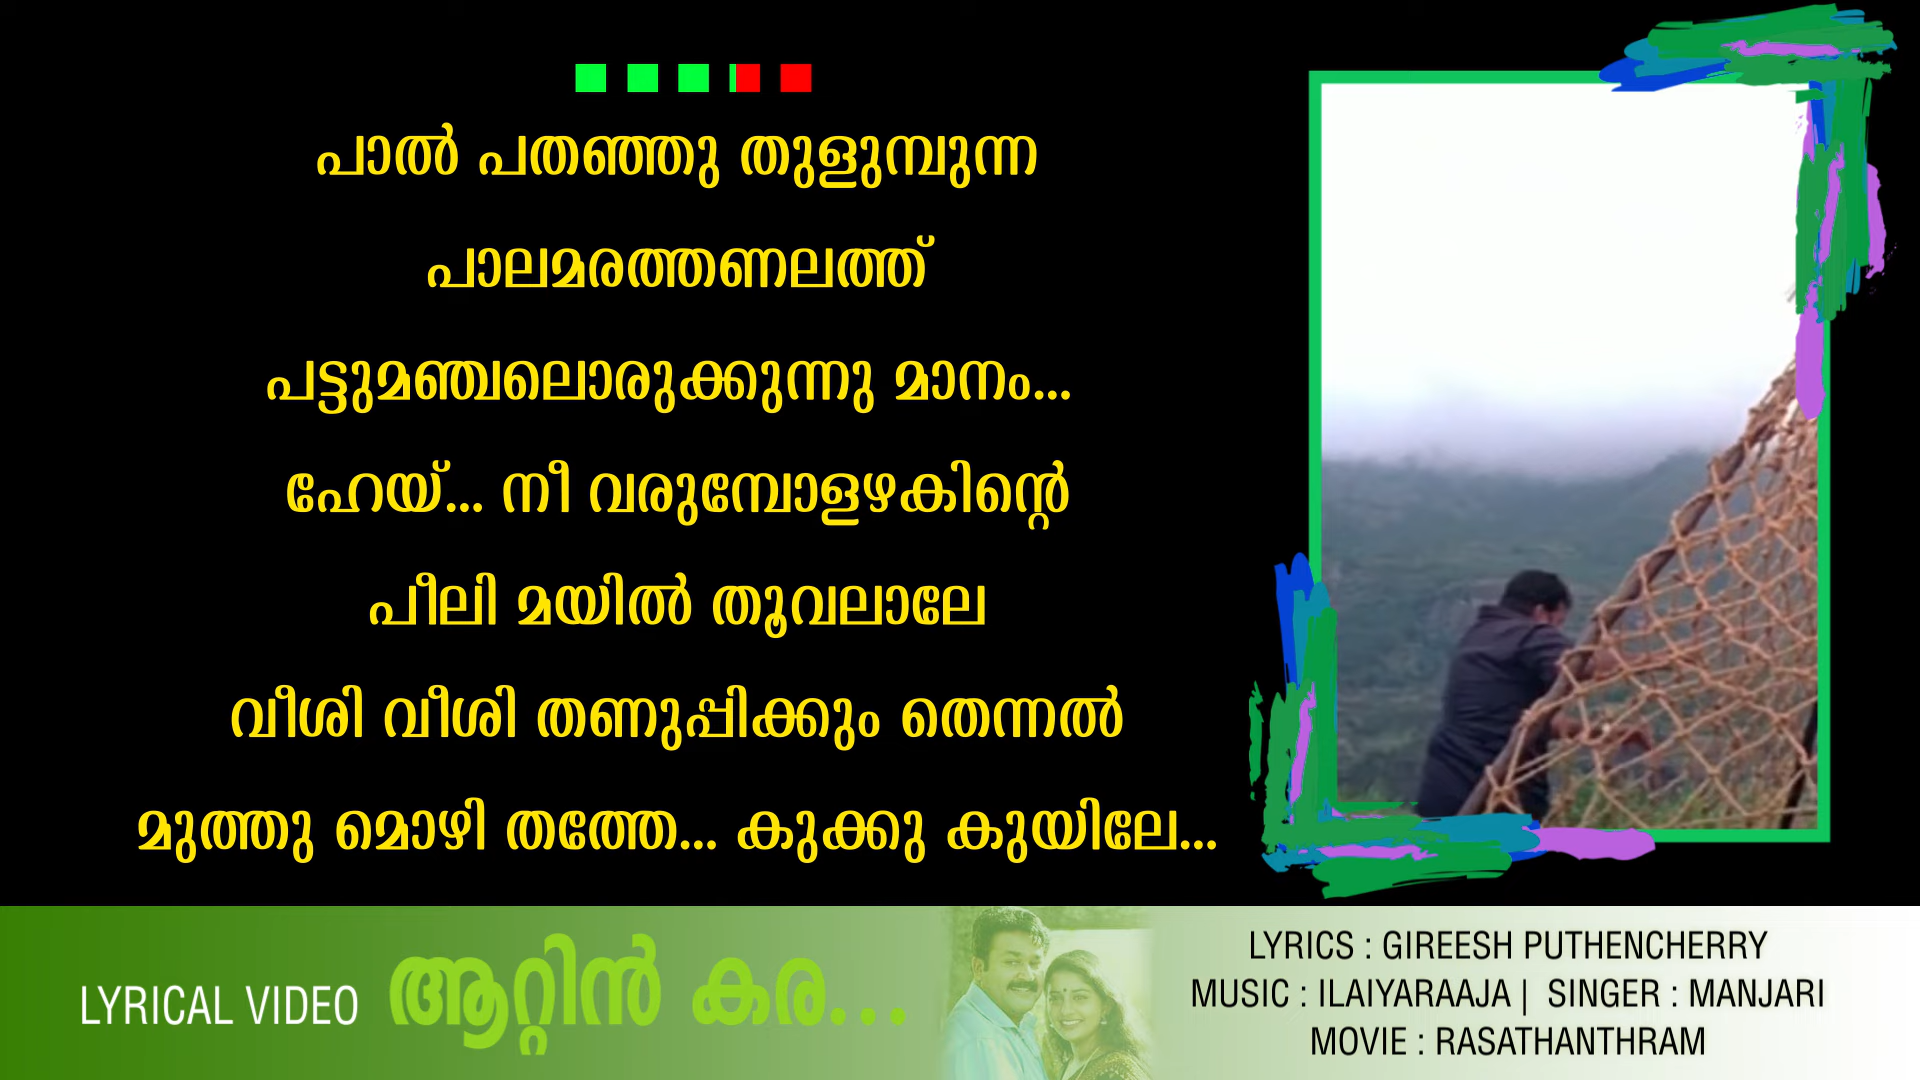 പാൽ പതഞ്ഞു തുളുമ്പുന്ന
പാലമരത്തണലത്ത്
പട്ടുമഞ്ചലൊരുക്കുന്നു മാനം...
ഹേയ്... നീ വരുമ്പോളഴകിന്റെ
പീലി മയിൽ തൂവലാലേ
വീശി വീശി തണുപ്പിക്കും തെന്നൽ
മുത്തു മൊഴി തത്തേ... കുക്കു കുയിലേ...
LYRICAL VIDEO ആറ്റിൻ കര...
LYRICS : GIREESH PUTHENCHERRY
MUSIC : ILAIYARAAJA | SINGER : MANJARI
MOVIE : RASATHANTHRAM